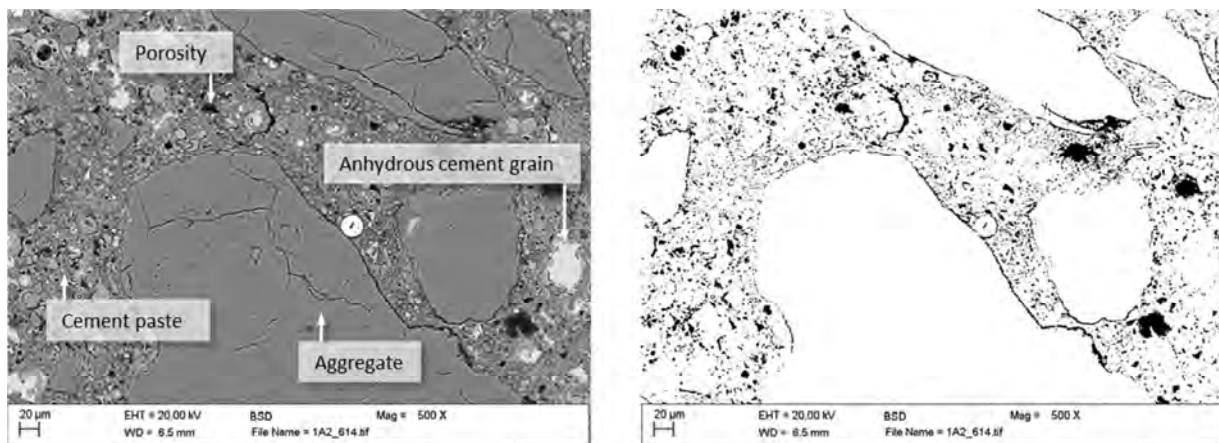 Porosity
Anhydrous cement grain
Cement paste
Aggregate
20 µm EHT = 20,00 kV BSD Mag = 500 X
WD = 6.5 mm File Name = 1A2_614.tif
20 µm EHT = 20,00 kV BSD Mag = 500 X
WD = 6.5 mm File Name = 1A2_614.tif